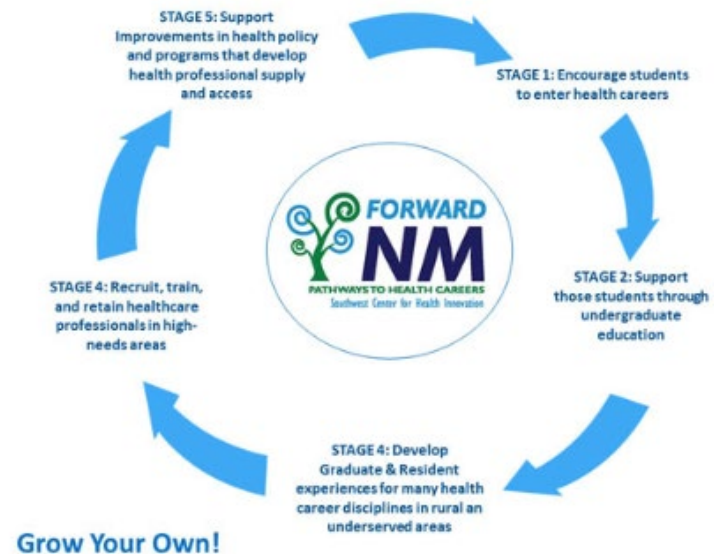 STAGE 5: Support
Improvements in health policy
and programs that develop
health professional supply
and access
STAGE 1: Encourage students
to enter health careers
STAGE 2: Support
those students through
undergraduate
education
STAGE 4: Develop
Graduate & Resident
experiences for many health
career disciplines in rural an
underserved areas
STAGE 4: Recruit, train,
and retain healthcare
professionals in high-
needs areas
FORWARD
NM
PATHWAYS TO HEALTH CAREERS
Southwest Center for Health Innovation
Grow Your Own!